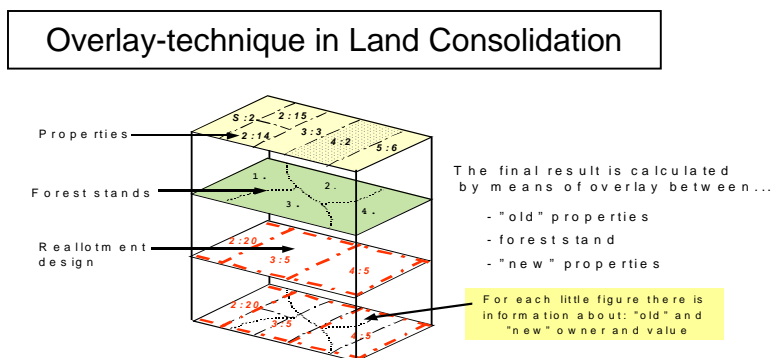 Overlay-technique in Land Consolidation
Properties
S:2
2:15
2:14
3:3
4:2
5:6
Forest stands
1.
2.
3.
4.
Reallotment
design
2:20
3:5
4:5
2:20
3:5
4:5
The final result is calculated
by means of overlay between...
- "old" properties
- forest stand
- "new" properties
For each little figure there is
information about: "old" and
"new" owner and value